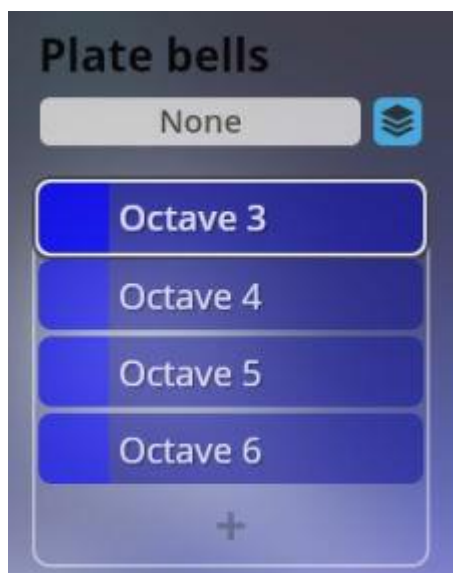 Plate bells
None
Octave 3
Octave 4
Octave 5
Octave 6
+